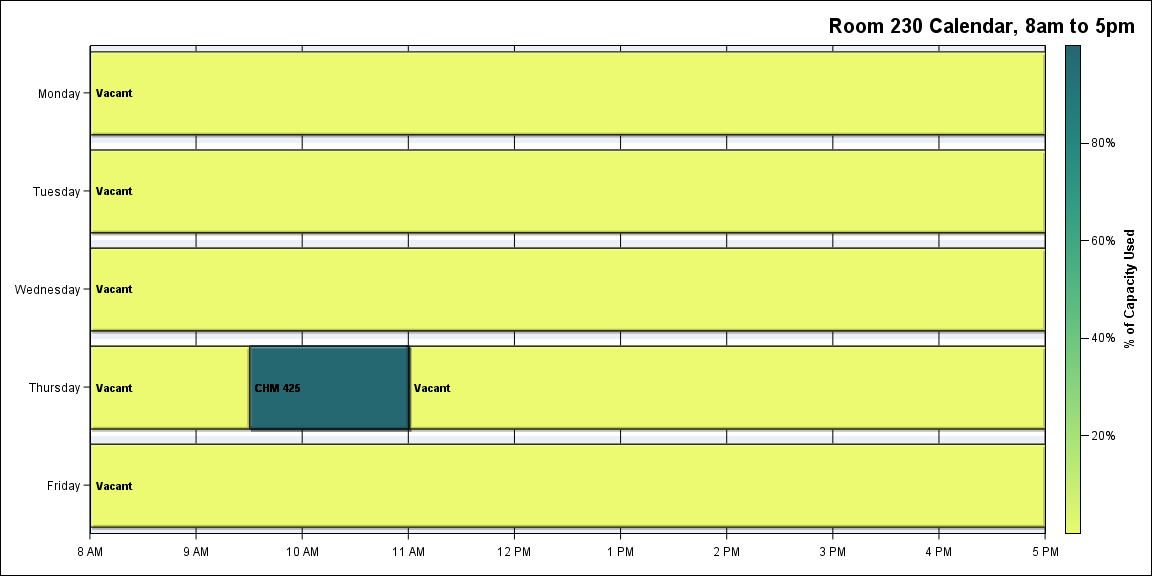 Room 230 Calendar, 8am to 5pm
Monday
Vacant
Tuesday
Vacant
Wednesday
Vacant
Thursday
Vacant
CHM 425
Vacant
Friday
Vacant
8 AM
9 AM
10 AM
11 AM
12 PM
1 PM
2 PM
3 PM
4 PM
5 PM
80%
60%
40%
20%
% of Capacity Used